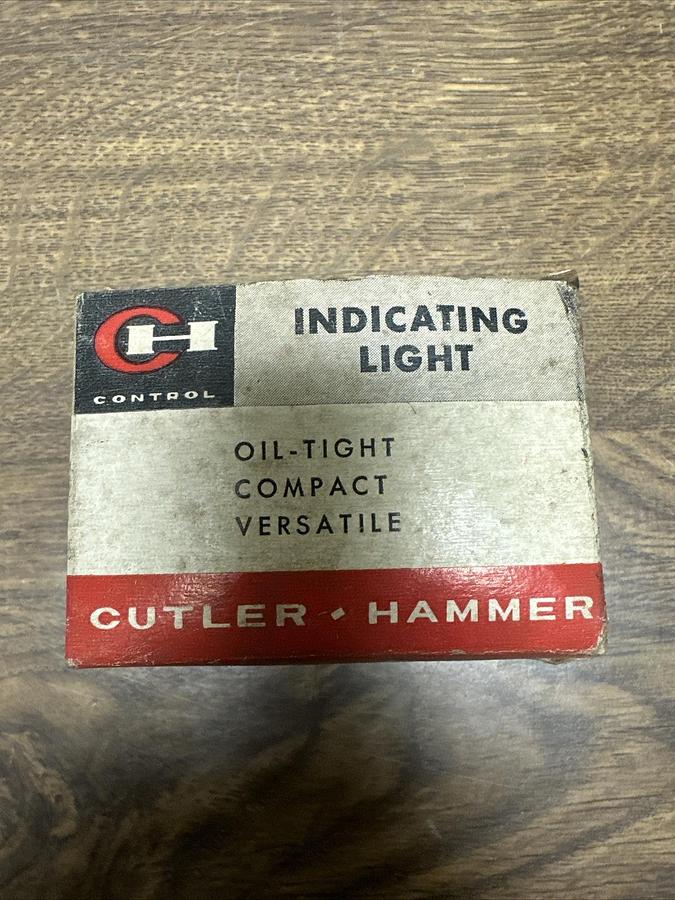 CH
CONTROL
INDICATING
LIGHT
OIL-TIGHT
COMPACT
VERSATILE
CUTLER • HAMMER